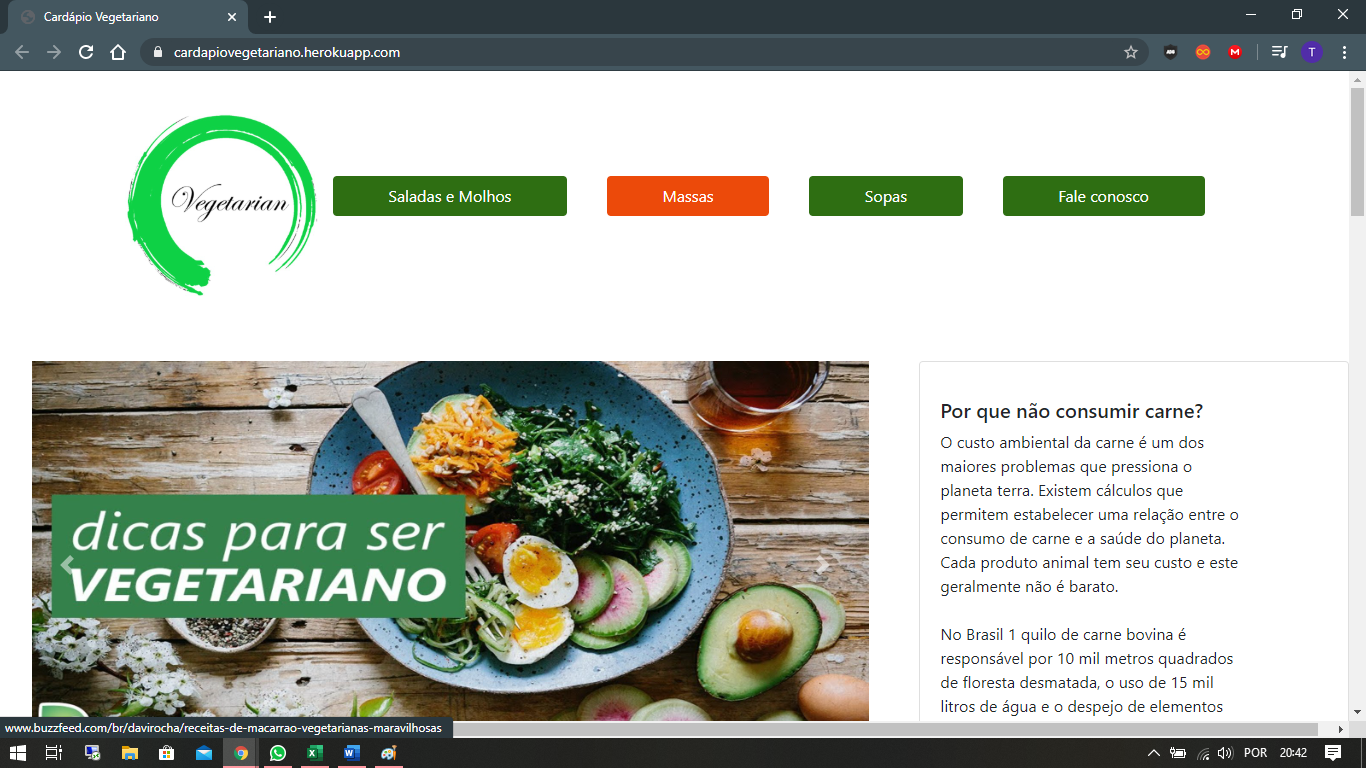 Cardápio Vegetariano
cardapiovegetariano.herokuapp.com
T
Vegetarian
Saladas e Molhos
Massas
Sopas
Fale conosco
dicas para ser
VEGETARIANO
Por que não consumir carne?
O custo ambiental da carne é um dos
maiores problemas que pressiona o
planeta terra. Existem cálculos que
permitem estabelecer uma relação entre o
consumo de carne e a saúde do planeta.
Cada produto animal tem seu custo e este
geralmente não é barato.
No Brasil 1 quilo de carne bovina é
responsável por 10 mil metros quadrados
de floresta desmatada, o uso de 15 mil
litros de água e o despejo de elementos
www.buzzfeed.com/br/davirocha/receitas-de-macarrao-vegetarianas-maravilhosas
POR
20:42